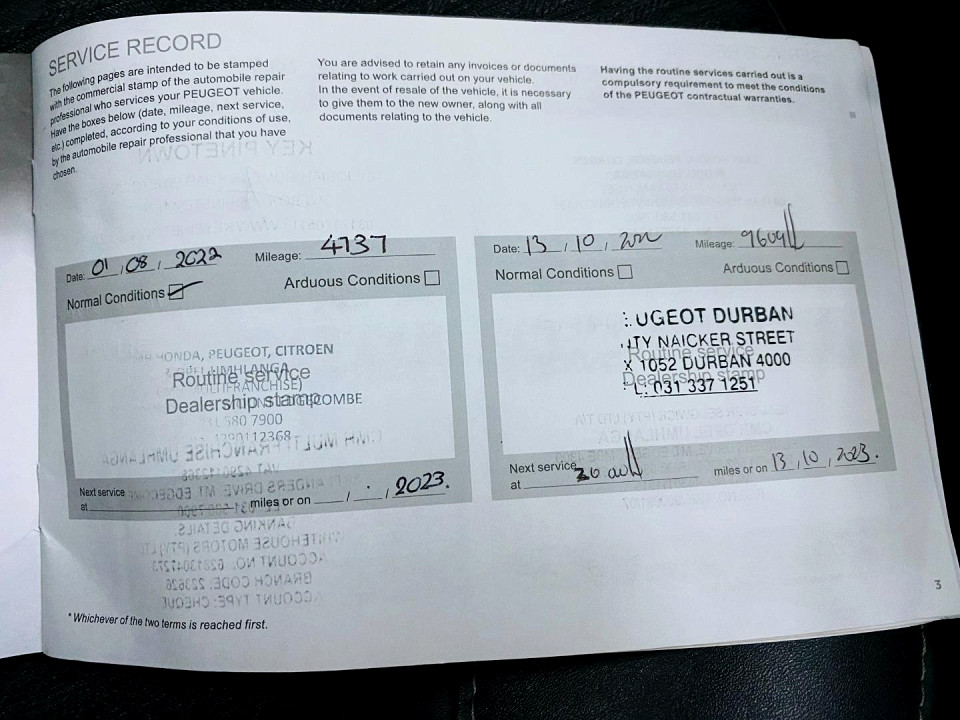 SERVICE RECORD
The following pages are intended to be stamped
with the commercial stamp of the automobile repair
professional who services your PEUGEOT vehicle.
Have the boxes below (date, mileage, next service,
etc.) completed, according to your conditions of use,
by the automobile repair professional that you have
chosen.
You are advised to retain any invoices or documents
relating to work carried out on your vehicle.
In the event of resale of the vehicle, it is necessary
to give them to the new owner, along with all
documents relating to the vehicle.
Having the routine services carried out is a
compulsory requirement to meet the conditions
of the PEUGEOT contractual warranties.
Date: 01 / 08 / 2022 Mileage: 4737
Normal Conditions Arduous Conditions
HONDA, PEUGEOT, CITROEN
UMHLANGA
Routine service
Dealership stamp
580 7900
Next service
at miles or on / / 2023.
Date: 13 / 10 / Mileage:
Normal Conditions Arduous Conditions
UGEOT DURBAN
TY NAICKER STREET
Routine service
X 1052 DURBAN 4000
Dealership stamp
L: 031 337 1251
Next service
at miles or on 13 / 10 / 2023.
* Whichever of the two terms is reached first.
3